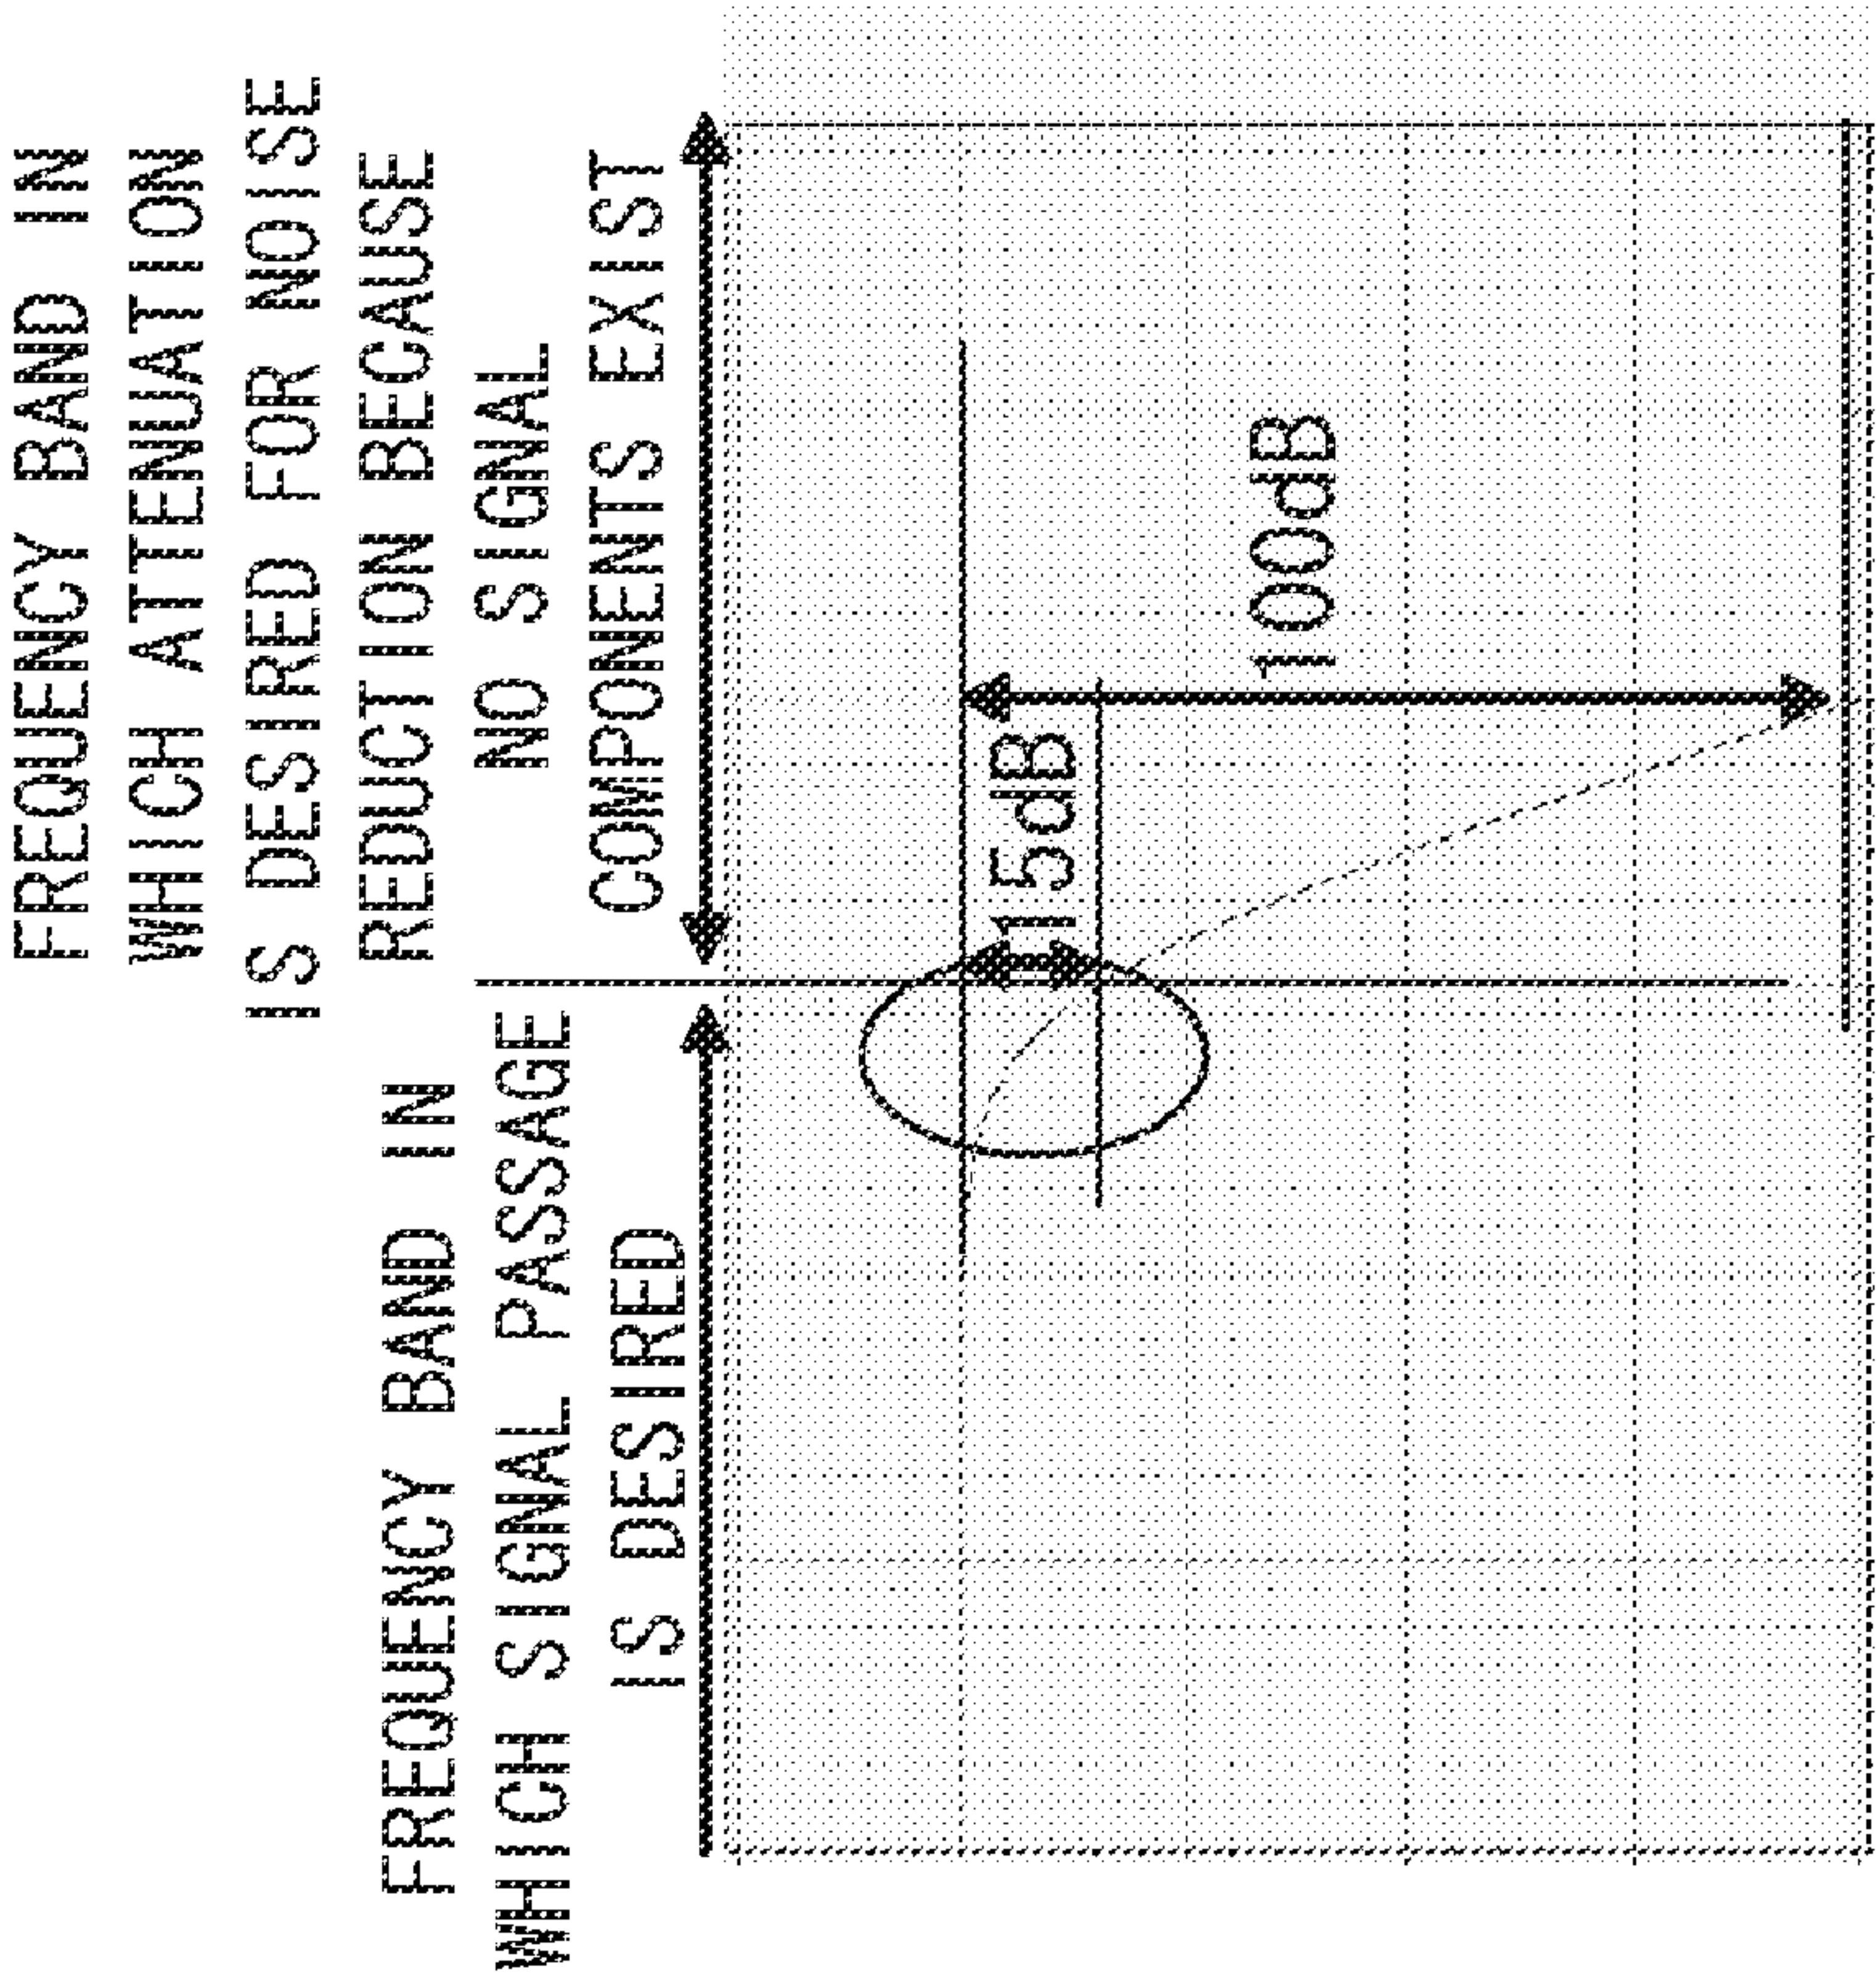 FREQUENCY BAND IN
WHICH ATTENUATION
IS DESIRED FOR NOISE
REDUCTION BECAUSE
NO SIGNAL
COMPONENTS EXIST
FREQUENCY BAND IN
WHICH SIGNAL PASSAGE
IS DESIRED
15dB
100dB